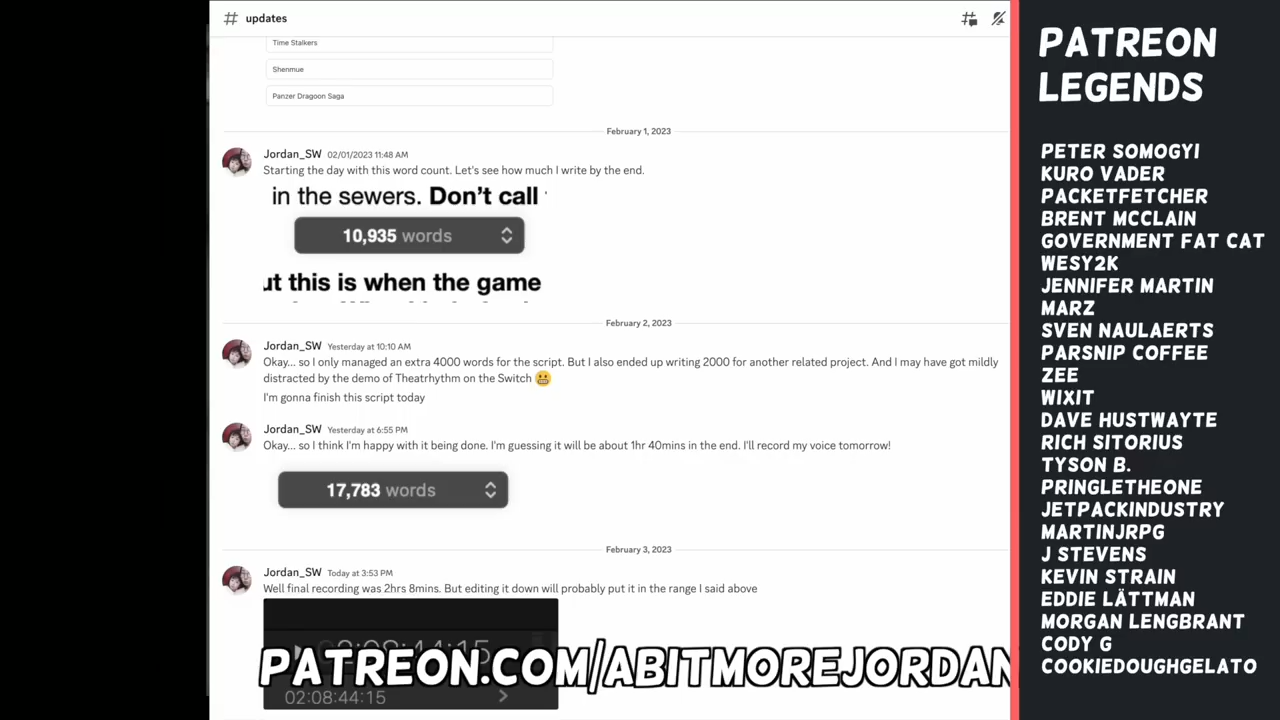 # updates
Time Stalkers
Shenmue
Panzer Dragoon Saga
February 1, 2023
Jordan_SW 02/01/2023 11:48 AM
Starting the day with this word count. Let's see how much I write by the end.
in the sewers. Don't call
10,935 words
ut this is when the game
February 2, 2023
Jordan_SW Yesterday at 10:10 AM
Okay... so I only managed an extra 4000 words for the script. But I also ended up writing 2000 for another related project. And I may have got mildly
distracted by the demo of Theatrhythm on the Switch 😬
I'm gonna finish this script today
Jordan_SW Yesterday at 6:55 PM
Okay... so I think I'm happy with it being done. I'm guessing it will be about 1hr 40mins in the end. I'll record my voice tomorrow!
17,783 words
February 3, 2023
Jordan_SW Today at 3:53 PM
Well final recording was 2hrs 8mins. But editing it down will probably put it in the range I said above
02:08:44:15
PATREON.COM/ABITMOREJORDAN
02:08:44:15
PATREON
LEGENDS
PETER SOMOGYI
KURO VADER
PACKETFETCHER
BRENT MCCLAIN
GOVERNMENT FAT CAT
WESY2K
JENNIFER MARTIN
MARZ
SVEN NAULAERTS
PARSNIP COFFEE
ZEE
WIXIT
DAVE HUSTWAYTE
RICH SITORIUS
TYSON B.
PRINGLETHEONE
JETPACKINDUSTRY
MARTINJRPG
J STEVENS
KEVIN STRAIN
EDDIE LÄTTMAN
MORGAN LENGBRANT
CODY G
COOKIEDOUGHGELATO